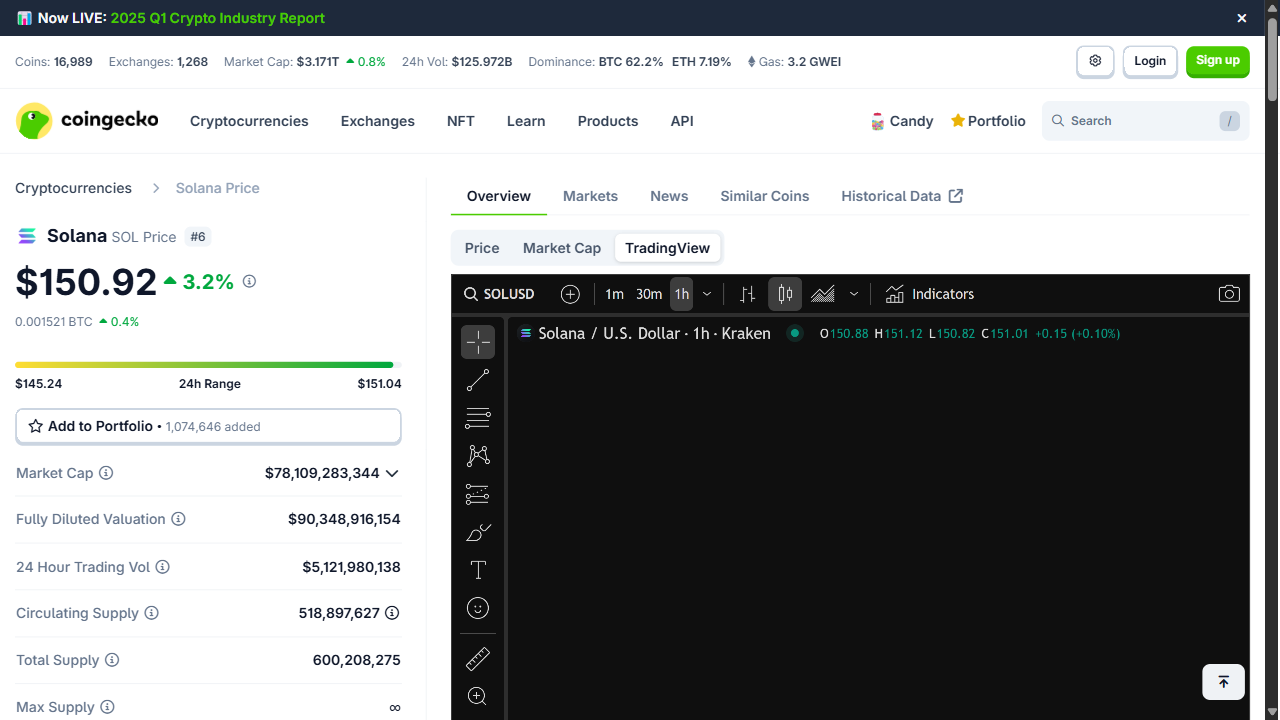 Now LIVE: 2025 Q1 Crypto Industry Report
Coins: 16,989 Exchanges: 1,268 Market Cap: $3.171T 0.8% 24h Vol: $125.972B Dominance: BTC 62.2% ETH 7.19% Gas: 3.2 GWEI
Login
Sign up
coingecko
Cryptocurrencies Exchanges NFT Learn Products API
Candy Portfolio Search /
Cryptocurrencies Solana Price
Solana SOL Price #6
$150.92 3.2%
0.001521 BTC 0.4%
$145.24 24h Range $151.04
Add to Portfolio • 1,074,646 added
Market Cap $78,109,283,344
Fully Diluted Valuation $90,348,916,154
24 Hour Trading Vol $5,121,980,138
Circulating Supply 518,897,627
Total Supply 600,208,275
Max Supply ∞
Overview Markets News Similar Coins Historical Data
Price Market Cap TradingView
SOLUSD 1m 30m 1h Indicators
Solana / U.S. Dollar · 1h · Kraken O150.88 H151.12 L150.82 C151.01 +0.15 (+0.10%)